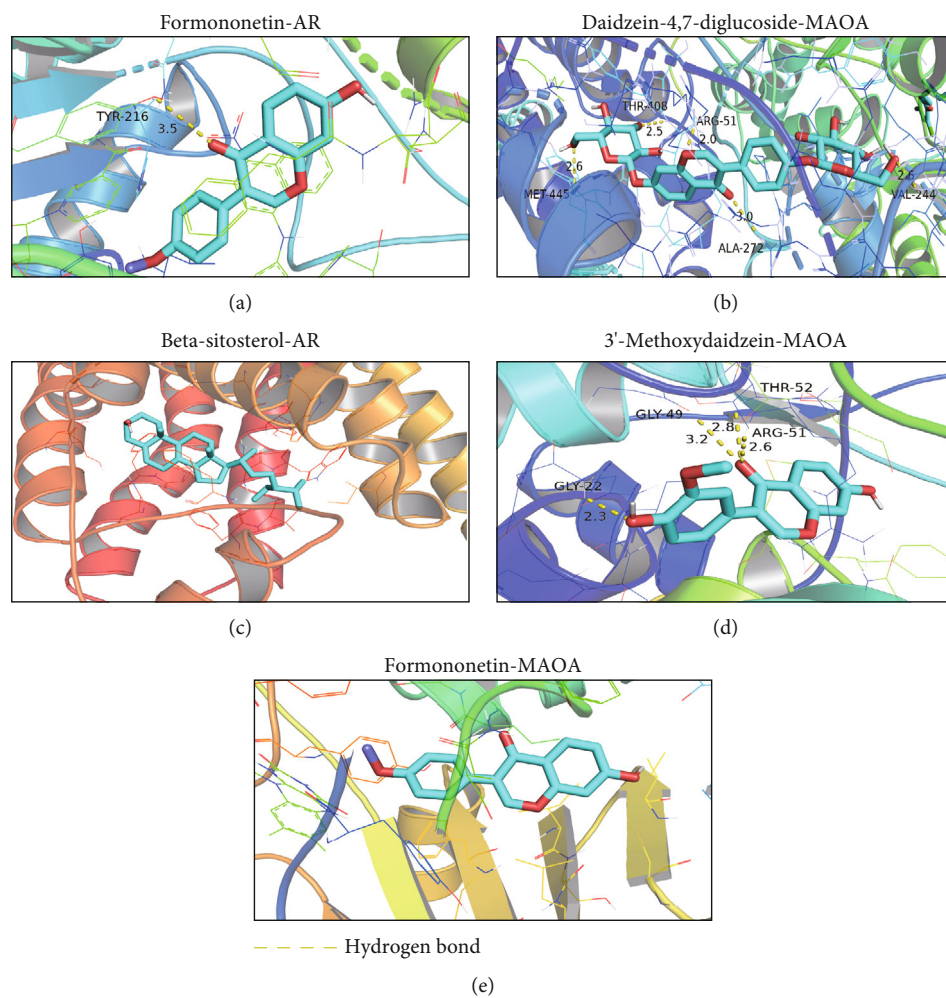 Formononetin-AR
TYR-216
3.5
(a)
Daidzein-4,7-diglucoside-MAOA
THR-408
2.5
ARG-51
2.0
2.6
MET-445
2.6
VAL-244
3.0
ALA-272
(b)
Beta-sitosterol-AR
(c)
3'-Methoxydaidzein-MAOA
THR-52
GLY-49
2.8
ARG-51
3.2
2.6
GLY-22
2.3
(d)
Formononetin-MAOA
Hydrogen bond
(e)